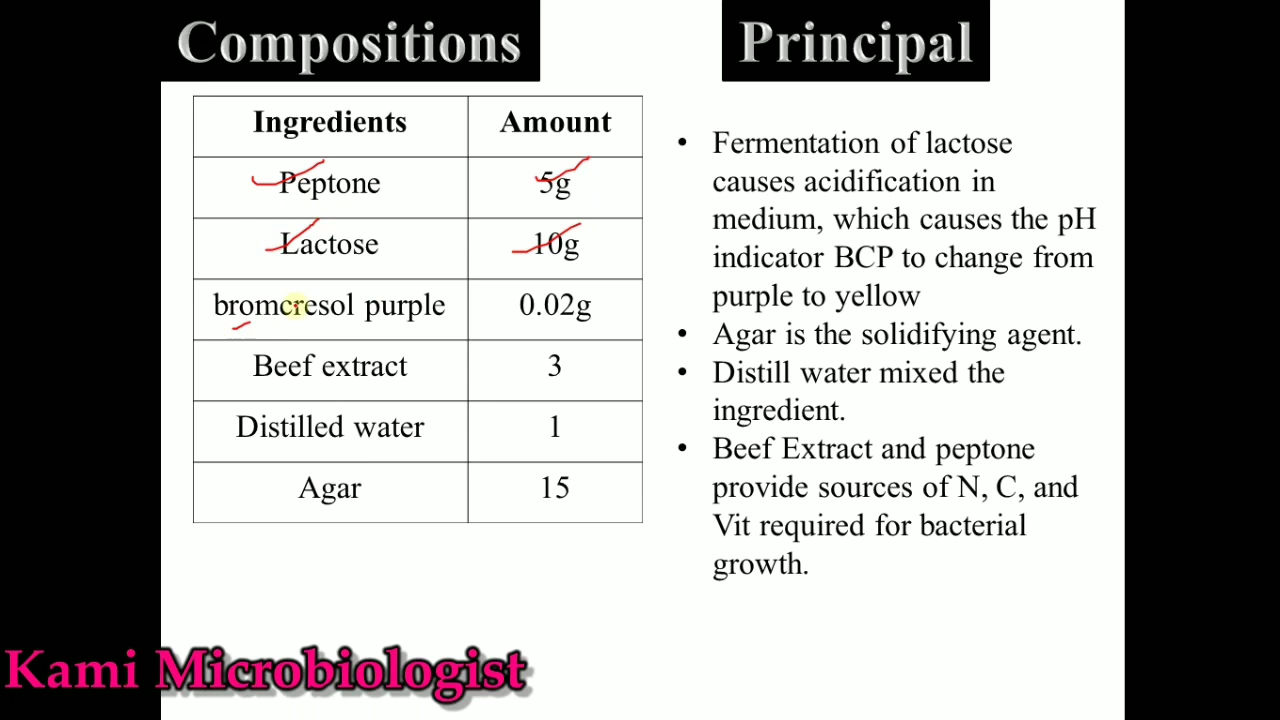 Compositions
Ingredients Amount
Peptone 5g
Lactose 10g
bromcresol purple 0.02g
Beef extract 3
Distilled water 1
Agar 15
Principal
• Fermentation of lactose
causes acidification in
medium, which causes the pH
indicator BCP to change from
purple to yellow
• Agar is the solidifying agent.
• Distill water mixed the
ingredient.
• Beef Extract and peptone
provide sources of N, C, and
Vit required for bacterial
growth.
Kami Microbiologist